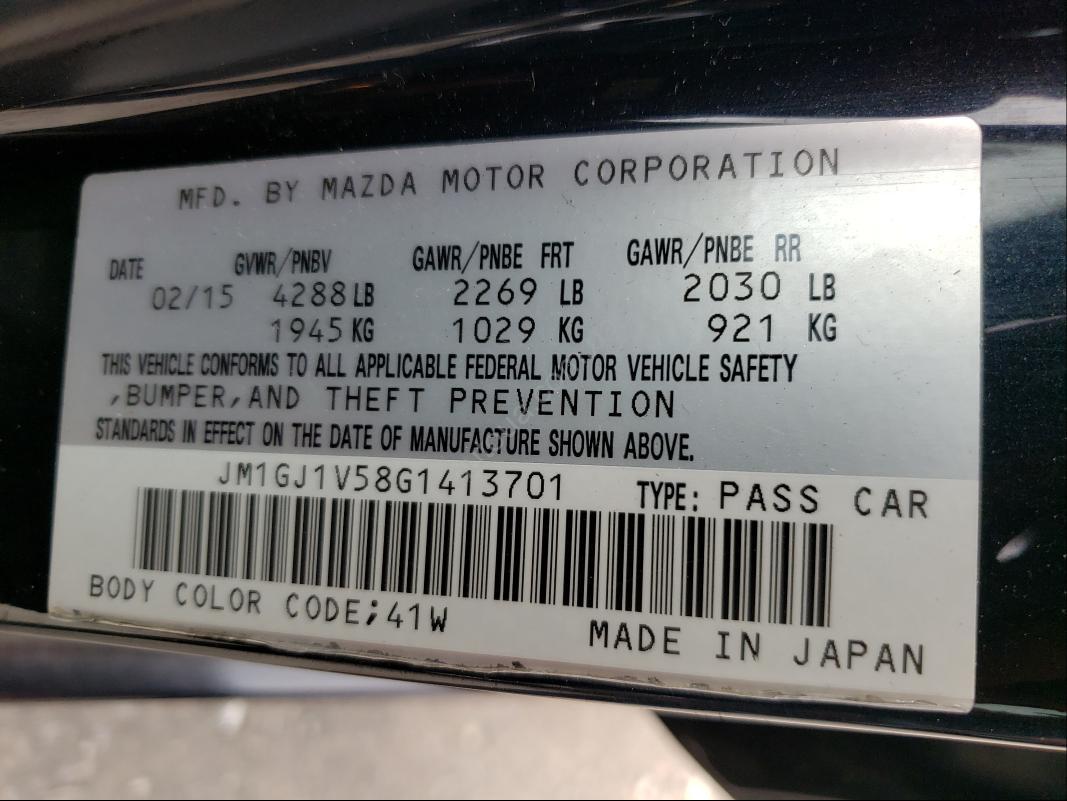 MFD. BY MAZDA MOTOR CORPORATION
DATE GVWR/PNBV GAWR/PNBE FRT GAWR/PNBE RR
02/15 4288 LB 2269 LB 2030 LB
1945 KG 1029 KG 921 KG
THIS VEHICLE CONFORMS TO ALL APPLICABLE FEDERAL MOTOR VEHICLE SAFETY
,BUMPER,AND THEFT PREVENTION
STANDARDS IN EFFECT ON THE DATE OF MANUFACTURE SHOWN ABOVE.
JM1GJ1V58G1413701 TYPE: PASS CAR
BODY COLOR CODE;41W
MADE IN JAPAN